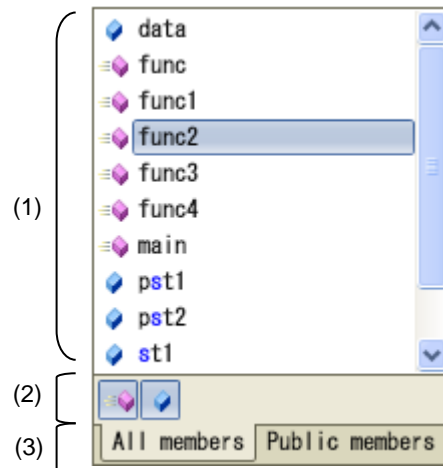 (1)
data
func
func1
func2
func3
func4
main
pst1
pst2
st1
(2)
(3)
All members Public members